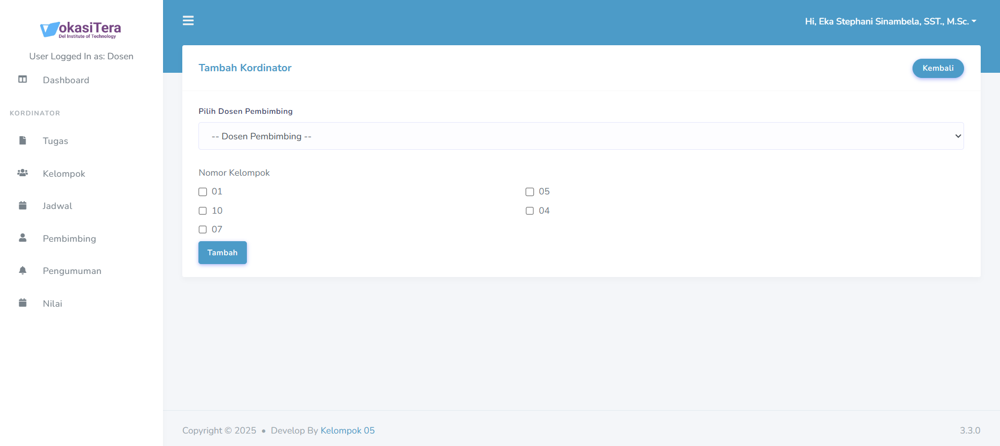 okasiTera
Del Institute of Technology
User Logged In as: Dosen
Dashboard
KORDINATOR
Tugas
Kelompok
Jadwal
Pembimbing
Pengumuman
Nilai
Hi, Eka Stephani Sinambela, SST., M.Sc.
Tambah Kordinator
Kembali
Pilih Dosen Pembimbing
-- Dosen Pembimbing --
Nomor Kelompok
01
05
10
04
07
Tambah
Copyright © 2025 • Develop By Kelompok 05
3.3.0